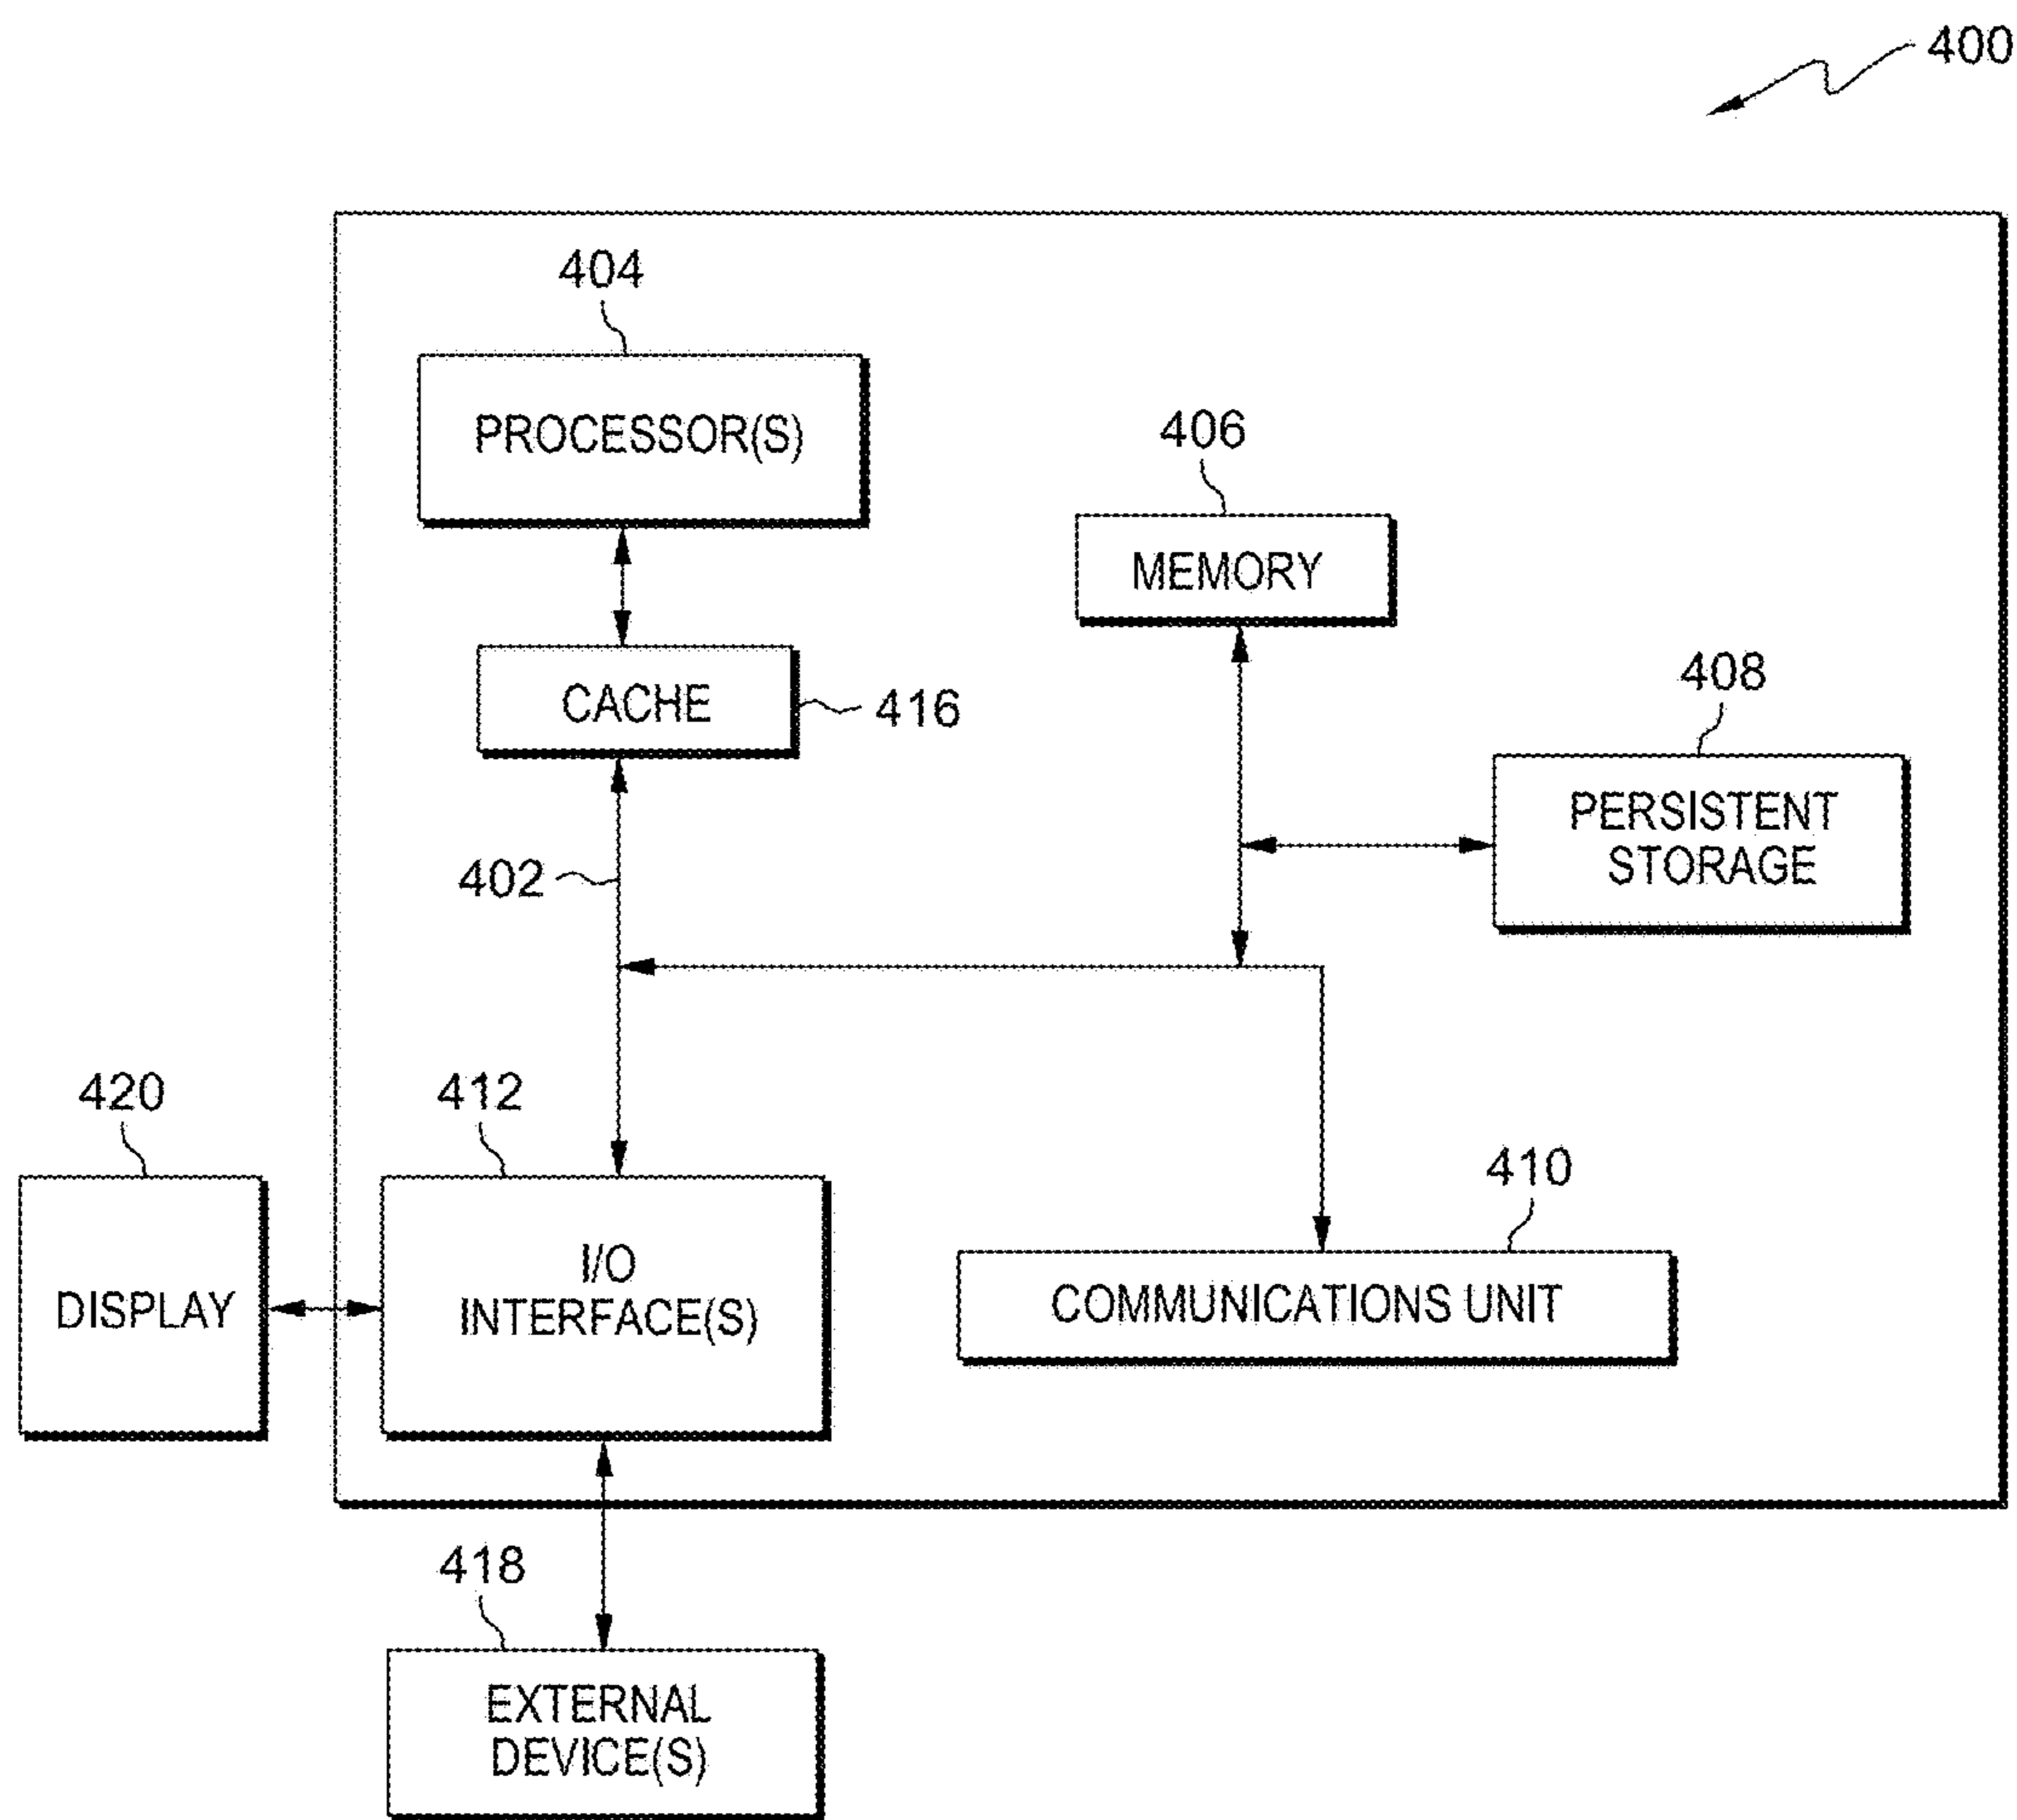 400
404
PROCESSOR(S)
406
MEMORY
CACHE
416
408
PERSISTENT
STORAGE
402
420
412
410
DISPLAY
I/O
INTERFACE(S)
COMMUNICATIONS UNIT
418
EXTERNAL
DEVICE(S)